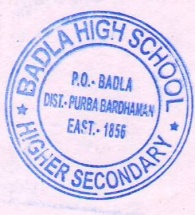 BADLA HIGH SCHOOL
P.O.- BADLA
DIST.- PURBA BARDHAMAN
EAST.- 1856
★ HIGHER SECONDARY ★